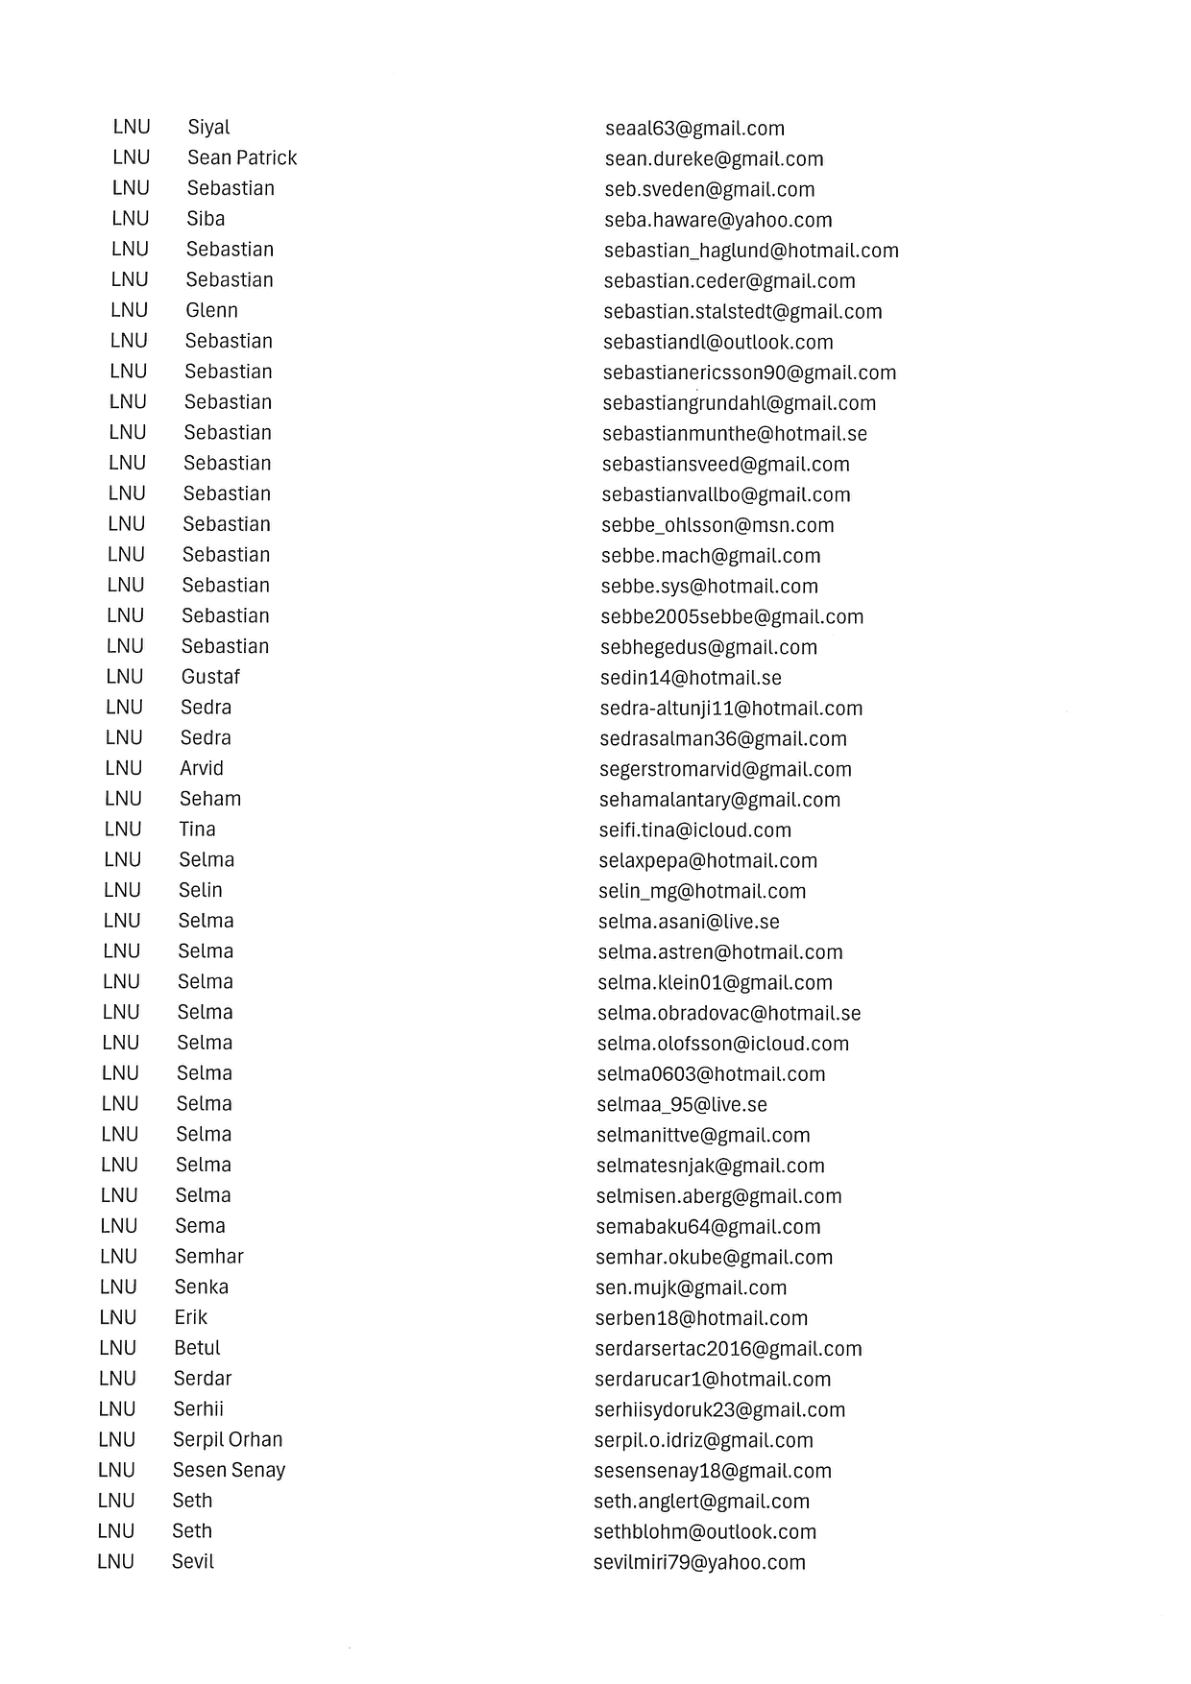 LNU Siyal seaal63@gmail.com
LNU Sean Patrick sean.dureke@gmail.com
LNU Sebastian seb.sveden@gmail.com
LNU Siba seba.haware@yahoo.com
LNU Sebastian sebastian_haglund@hotmail.com
LNU Sebastian sebastian.ceder@gmail.com
LNU Glenn sebastian.stalstedt@gmail.com
LNU Sebastian sebastiandl@outlook.com
LNU Sebastian sebastianericsson90@gmail.com
LNU Sebastian sebastiangrundahl@gmail.com
LNU Sebastian sebastianmunthe@hotmail.se
LNU Sebastian sebastiansveed@gmail.com
LNU Sebastian sebastianvallbo@gmail.com
LNU Sebastian sebbe_ohlsson@msn.com
LNU Sebastian sebbe.mach@gmail.com
LNU Sebastian sebbe.sys@hotmail.com
LNU Sebastian sebbe2005sebbe@gmail.com
LNU Sebastian sebhegedus@gmail.com
LNU Gustaf sedin14@hotmail.se
LNU Sedra sedra-altunji11@hotmail.com
LNU Sedra sedrasalman36@gmail.com
LNU Arvid segerstromarvid@gmail.com
LNU Seham sehamalantary@gmail.com
LNU Tina seifi.tina@icloud.com
LNU Selma selaxpepa@hotmail.com
LNU Selin selin_mg@hotmail.com
LNU Selma selma.asani@live.se
LNU Selma selma.astren@hotmail.com
LNU Selma selma.klein01@gmail.com
LNU Selma selma.obradovac@hotmail.se
LNU Selma selma.olofsson@icloud.com
LNU Selma selma0603@hotmail.com
LNU Selma selmaa_95@live.se
LNU Selma selmanittve@gmail.com
LNU Selma selmatesnjak@gmail.com
LNU Selma selmisen.aberg@gmail.com
LNU Sema semabaku64@gmail.com
LNU Semhar semhar.okube@gmail.com
LNU Senka sen.mujk@gmail.com
LNU Erik serben18@hotmail.com
LNU Betul serdarsertac2016@gmail.com
LNU Serdar serdarucar1@hotmail.com
LNU Serhii serhiisydoruk23@gmail.com
LNU Serpil Orhan serpil.o.idriz@gmail.com
LNU Sesen Senay sesensenay18@gmail.com
LNU Seth seth.anglert@gmail.com
LNU Seth sethblohm@outlook.com
LNU Sevil sevilmiri79@yahoo.com